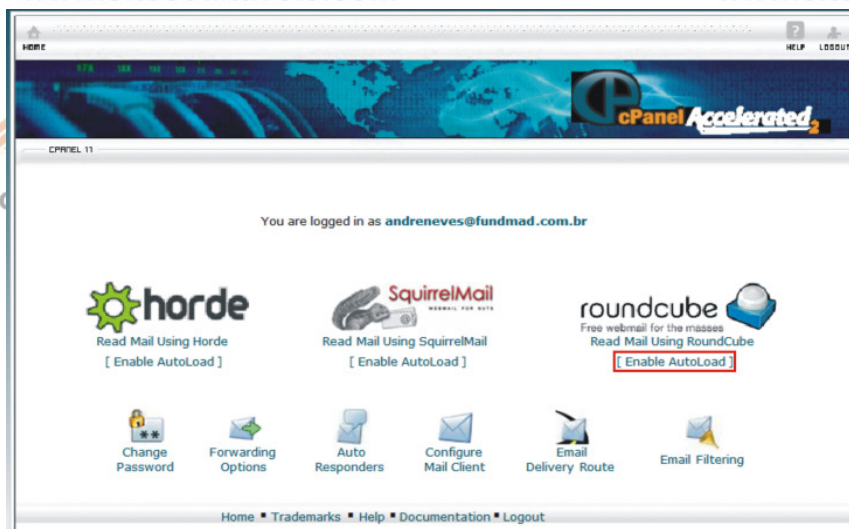 HOME
HELP LOGOUT
cPanel Accelerated2
CPANEL 11
You are logged in as andreneves@fundmad.com.br
horde
SquirrelMail
WEBMAIL FOR NUTS
roundcube
Free webmail for the masses
Read Mail Using Horde
Read Mail Using SquirrelMail
Read Mail Using RoundCube
[ Enable AutoLoad ]
[ Enable AutoLoad ]
[ Enable AutoLoad ]
Change Password
Forwarding Options
Auto Responders
Configure Mail Client
Email Delivery Route
Email Filtering
Home ▪ Trademarks ▪ Help ▪ Documentation ▪ Logout